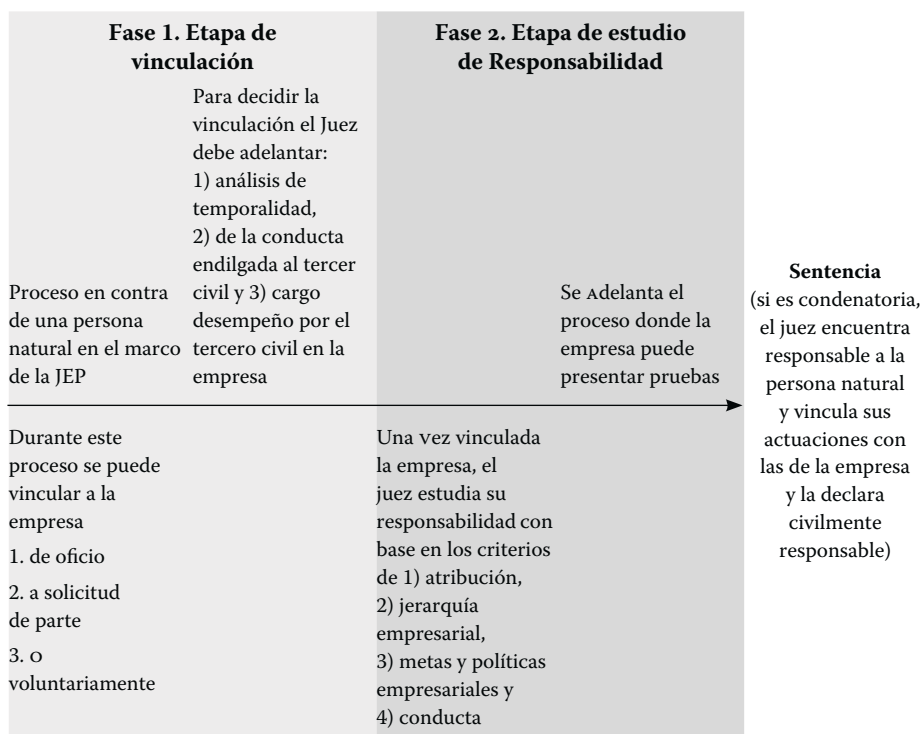 Fase 1. Etapa de
vinculación
Fase 2. Etapa de estudio
de Responsabilidad
Proceso en contra
de una persona
natural en el marco
de la JEP
Para decidir la
vinculación el Juez
debe adelantar:
1) análisis de
temporalidad,
2) de la conducta
endilgada al tercer
civil y 3) cargo
desempeño por el
tercero civil en la
empresa
Se Adelanta el
proceso donde la
empresa puede
presentar pruebas
Durante este
proceso se puede
vincular a la
empresa
1. de oficio
2. a solicitud
de parte
3. O
voluntariamente
Una vez vinculada
la empresa, el
juez estudia su
responsabilidad con
base en los criterios
de 1) atribución,
2) jerarquía
empresarial,
3) metas y políticas
empresariales y
4) conducta
Sentencia
(si es condenatoria,
el juez encuentra
responsable a la
persona natural
y vincula sus
actuaciones con
las de la empresa
y la declara
civilmente
responsable)